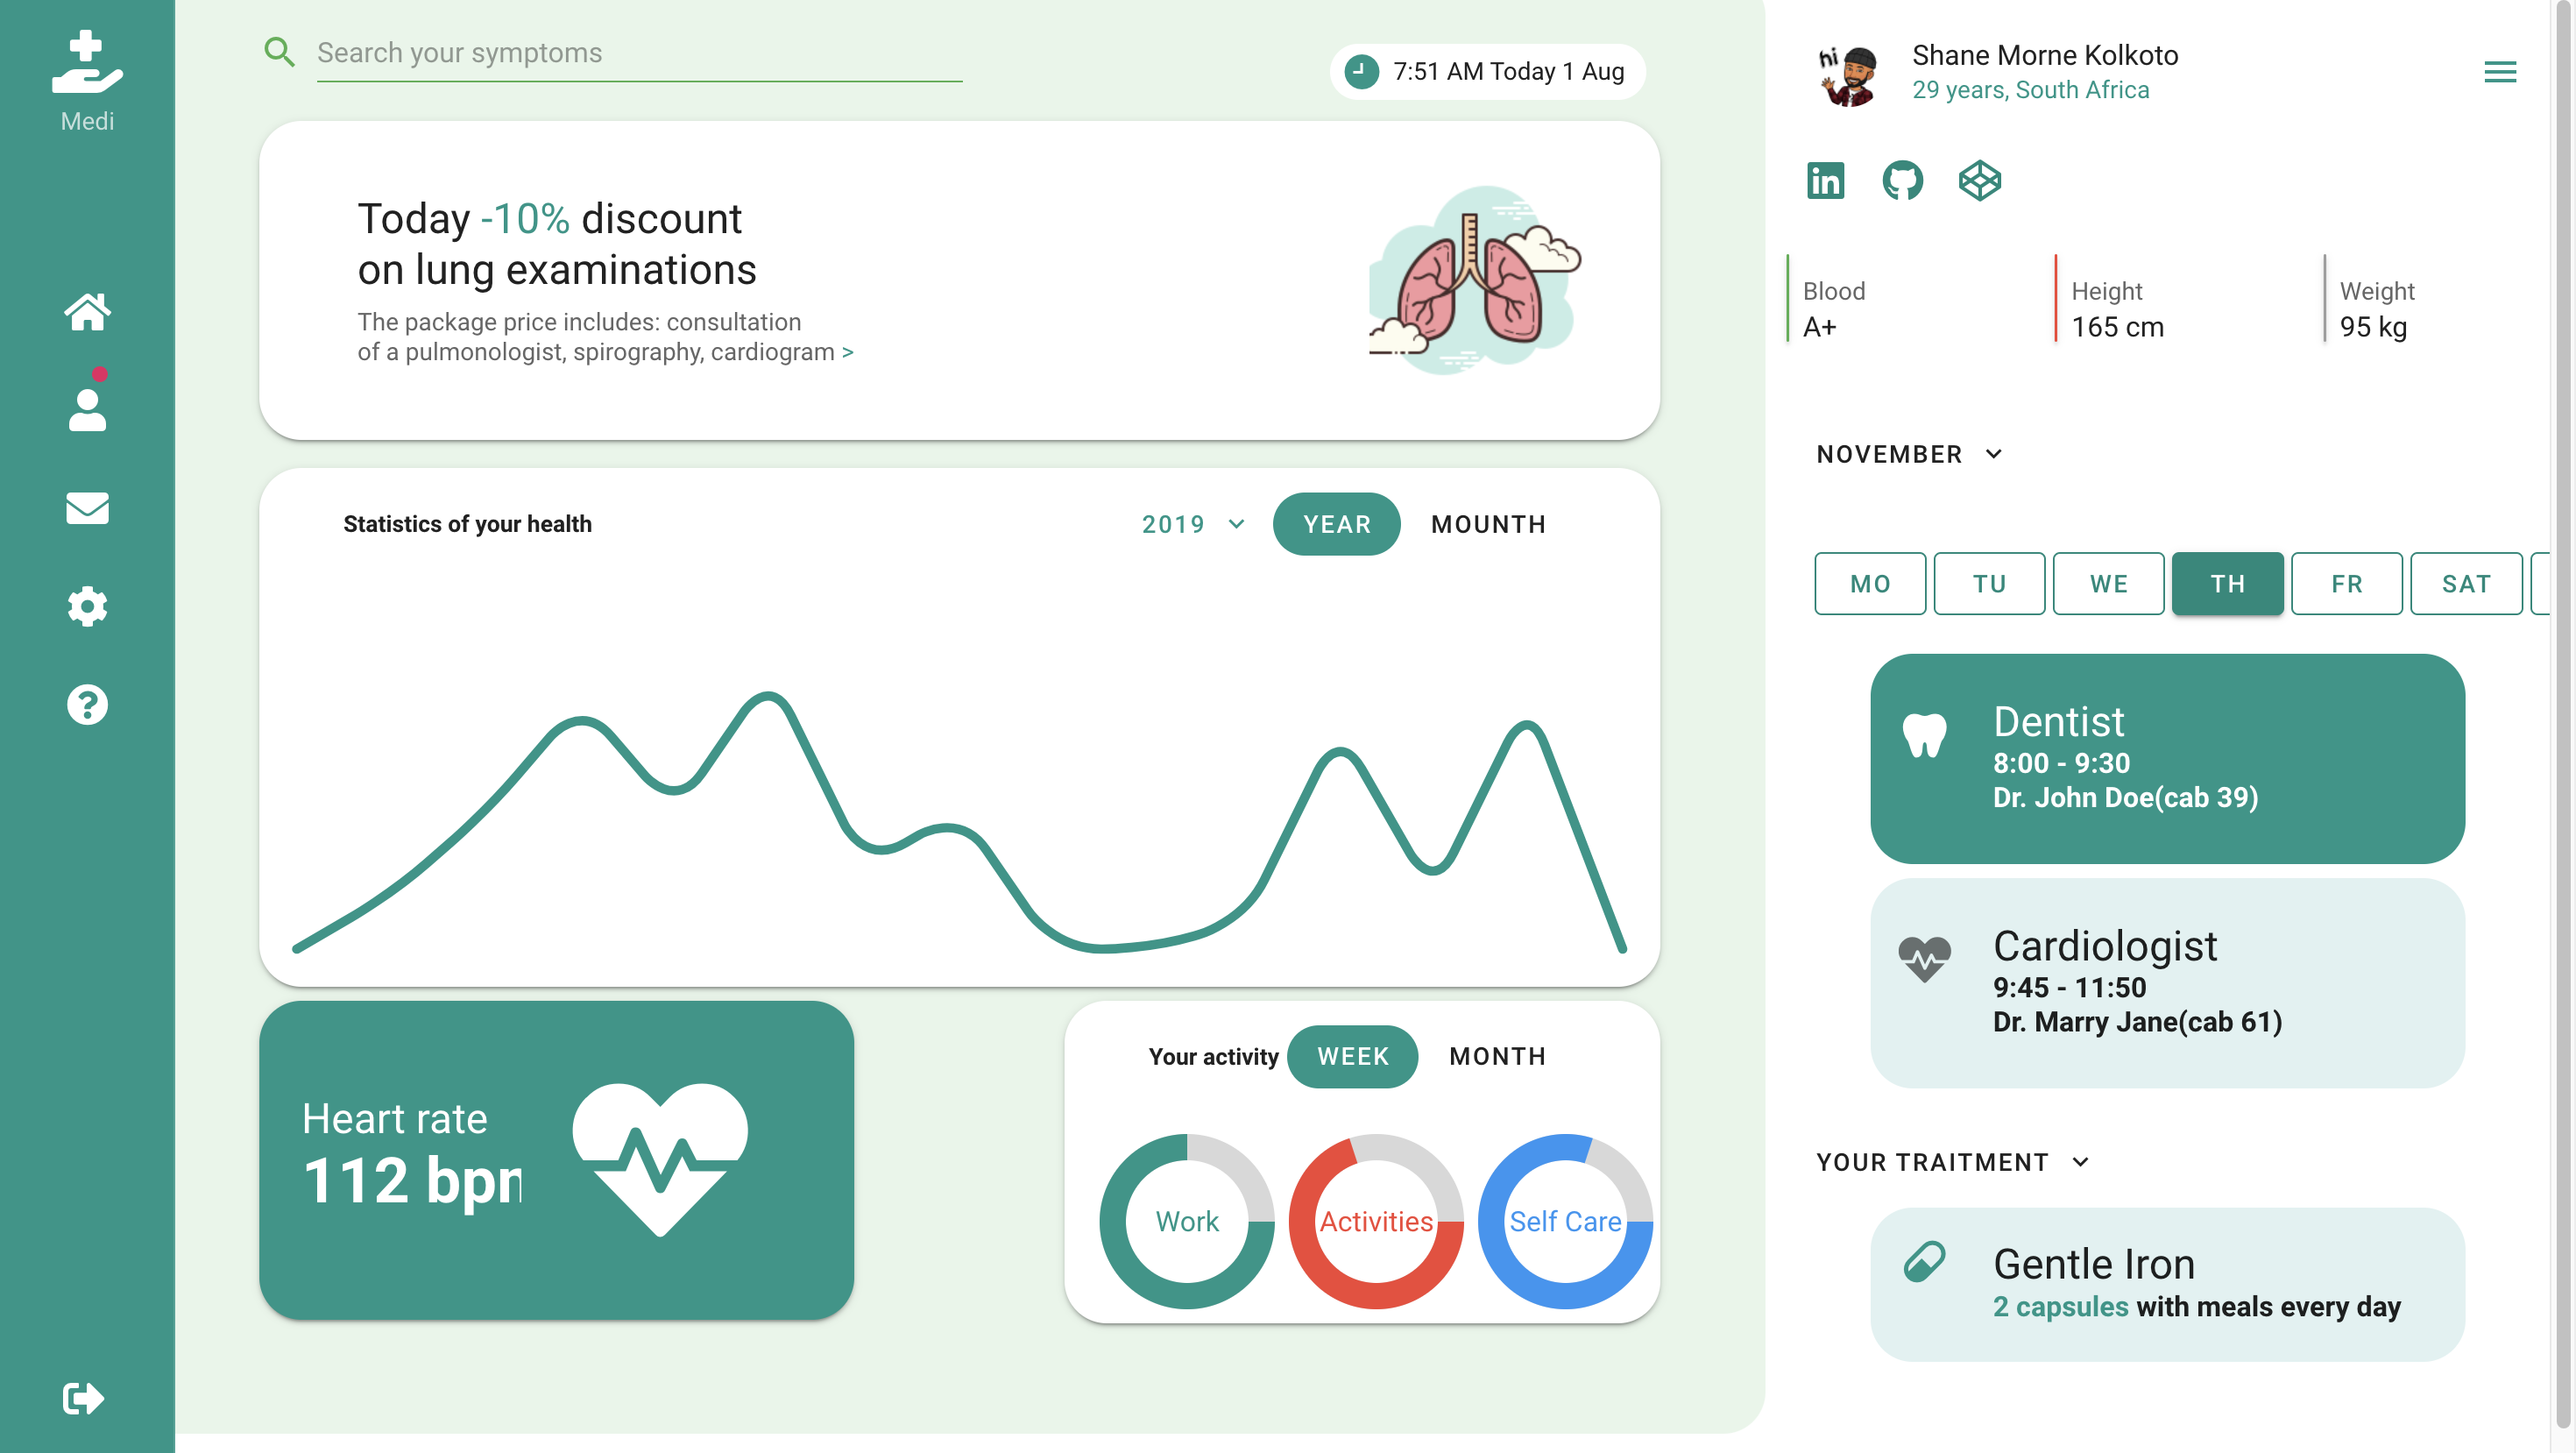 Medi
Search your symptoms
7:51 AM Today 1 Aug
Today -10% discount
on lung examinations
The package price includes: consultation
of a pulmonologist, spirography, cardiogram >
Statistics of your health
2019
YEAR
MOUNTH
Heart rate
112 bpm
Your activity
WEEK
MONTH
Work
Activities
Self Care
hi
Shane Morne Kolkoto
29 years, South Africa
in
Blood
A+
Height
165 cm
Weight
95 kg
NOVEMBER
MO
TU
WE
TH
FR
SAT
Dentist
8:00 - 9:30
Dr. John Doe(cab 39)
Cardiologist
9:45 - 11:50
Dr. Marry Jane(cab 61)
YOUR TRAITMENT
Gentle Iron
2 capsules with meals every day